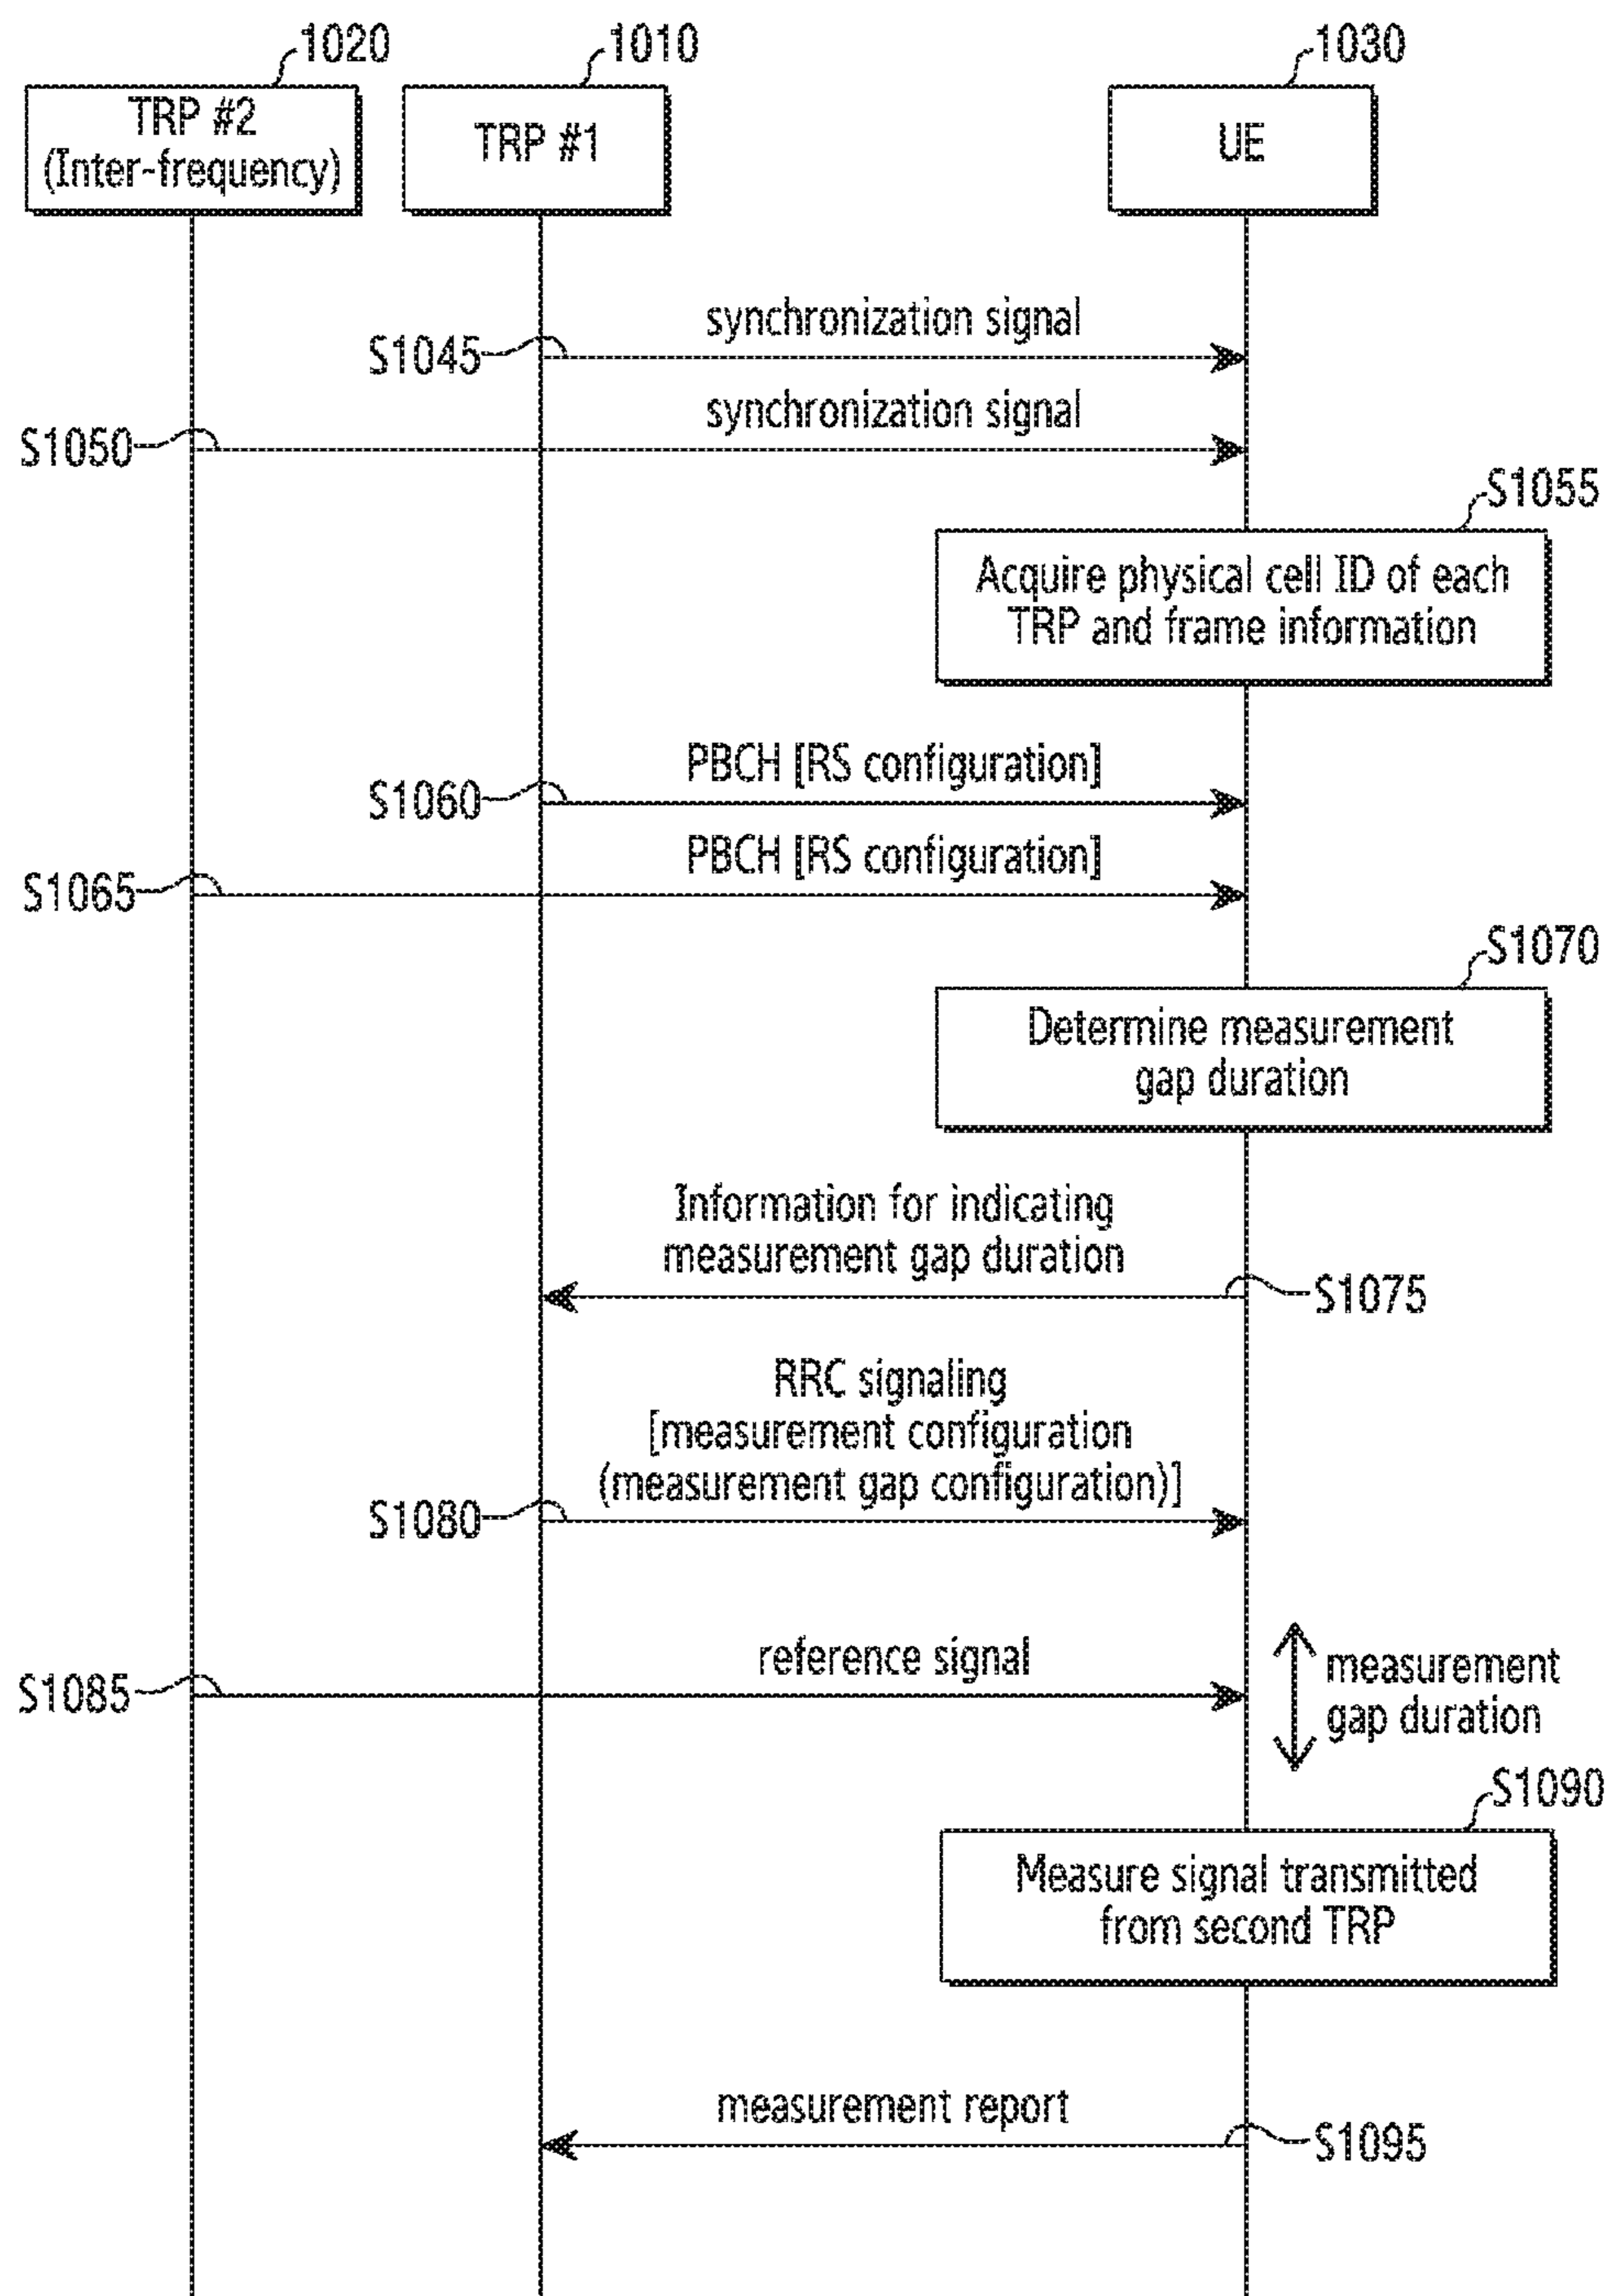 1020
1010
1030
TRP #2
(Inter-frequency)
TRP #1
UE
synchronization signal
S1045
synchronization signal
S1050
S1055
Acquire physical cell ID of each
TRP and frame information
PBCH [RS configuration]
S1060
PBCH [RS configuration]
S1065
S1070
Determine measurement
gap duration
Information for indicating
measurement gap duration
S1075
RRC signaling
[measurement configuration
(measurement gap configuration)]
S1080
reference signal
S1085
measurement
gap duration
S1090
Measure signal transmitted
from second TRP
measurement report
S1095